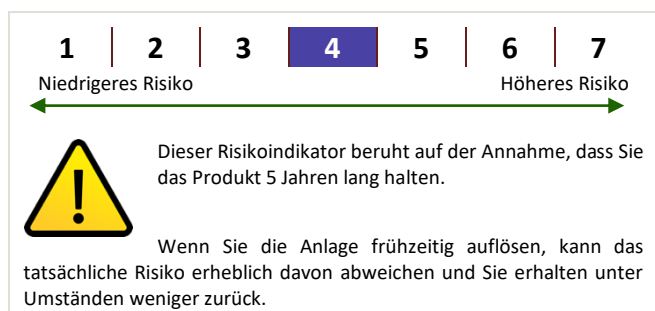 1 2 3 4 5 6 7
Niedrigeres Risiko Höheres Risiko
Dieser Risikoindikator beruht auf der Annahme, dass Sie
das Produkt 5 Jahren lang halten.
Wenn Sie die Anlage frühzeitig auflösen, kann das
tatsächliche Risiko erheblich davon abweichen und Sie erhalten unter
Umständen weniger zurück.